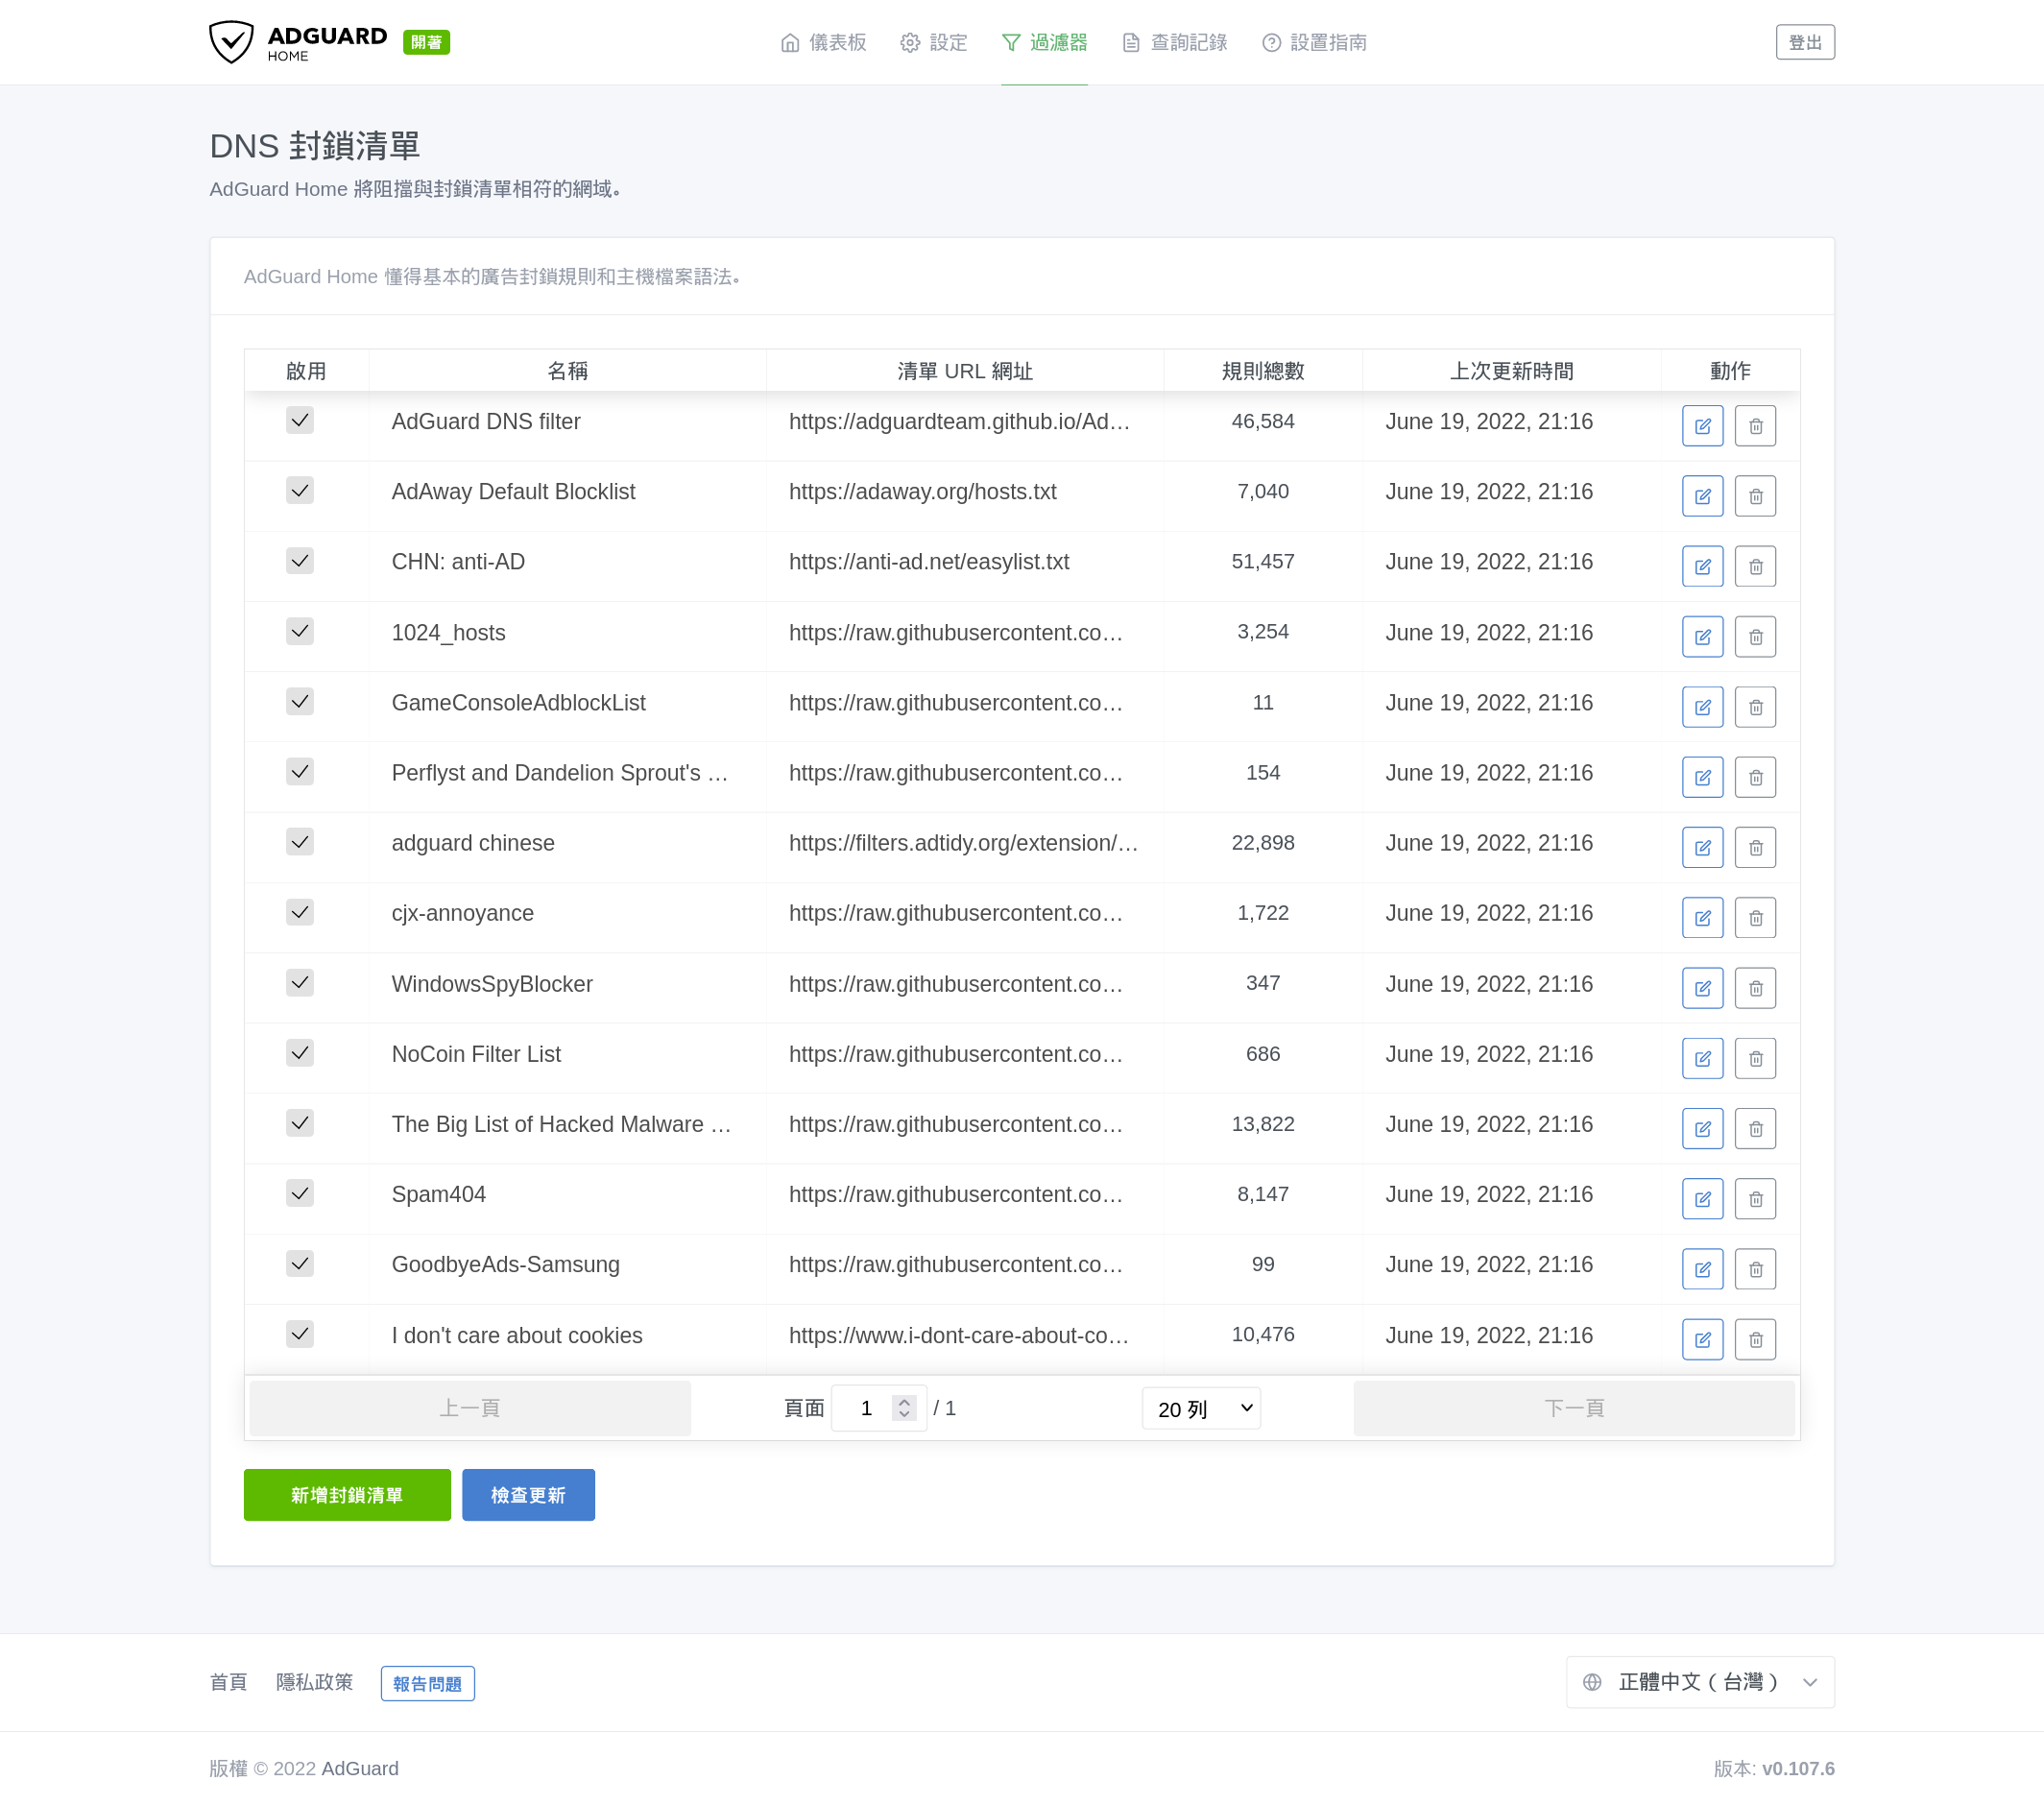 ADGUARD
HOME
開著
儀表板
設定
過濾器
查詢記錄
設置指南
登出
DNS 封鎖清單
AdGuard Home 將阻擋與封鎖清單相符的網域。
AdGuard Home 懂得基本的廣告封鎖規則和主機檔案語法。
啟用 名稱 清單 URL 網址 規則總數 上次更新時間 動作
AdGuard DNS filter https://adguardteam.github.io/Ad… 46,584 June 19, 2022, 21:16
AdAway Default Blocklist https://adaway.org/hosts.txt 7,040 June 19, 2022, 21:16
CHN: anti-AD https://anti-ad.net/easylist.txt 51,457 June 19, 2022, 21:16
1024_hosts https://raw.githubusercontent.co… 3,254 June 19, 2022, 21:16
GameConsoleAdblockList https://raw.githubusercontent.co… 11 June 19, 2022, 21:16
Perflyst and Dandelion Sprout's … https://raw.githubusercontent.co… 154 June 19, 2022, 21:16
adguard chinese https://filters.adtidy.org/extension/… 22,898 June 19, 2022, 21:16
cjx-annoyance https://raw.githubusercontent.co… 1,722 June 19, 2022, 21:16
WindowsSpyBlocker https://raw.githubusercontent.co… 347 June 19, 2022, 21:16
NoCoin Filter List https://raw.githubusercontent.co… 686 June 19, 2022, 21:16
The Big List of Hacked Malware … https://raw.githubusercontent.co… 13,822 June 19, 2022, 21:16
Spam404 https://raw.githubusercontent.co… 8,147 June 19, 2022, 21:16
GoodbyeAds-Samsung https://raw.githubusercontent.co… 99 June 19, 2022, 21:16
I don't care about cookies https://www.i-dont-care-about-co… 10,476 June 19, 2022, 21:16
上一頁 頁面 1 / 1 20 列 下一頁
新增封鎖清單 檢查更新
首頁 隱私政策 報告問題 正體中文（台灣）
版權 © 2022 AdGuard 版本: v0.107.6